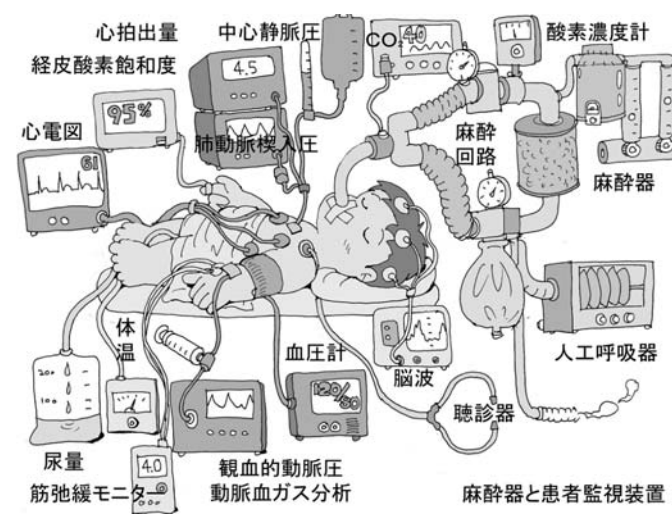 心拍出量
中心静脈圧
CO₂
40
酸素濃度計
経皮酸素飽和度
4.5
95%
心電図
肺動脈楔入圧
麻酔
回路
麻酔器
61
体
温
血圧計
脳波
人工呼吸器
200
100
120/80
聴診器
尿量
4.0
観血的動脈圧
筋弛緩モニター
動脈血ガス分析
麻酔器と患者監視装置